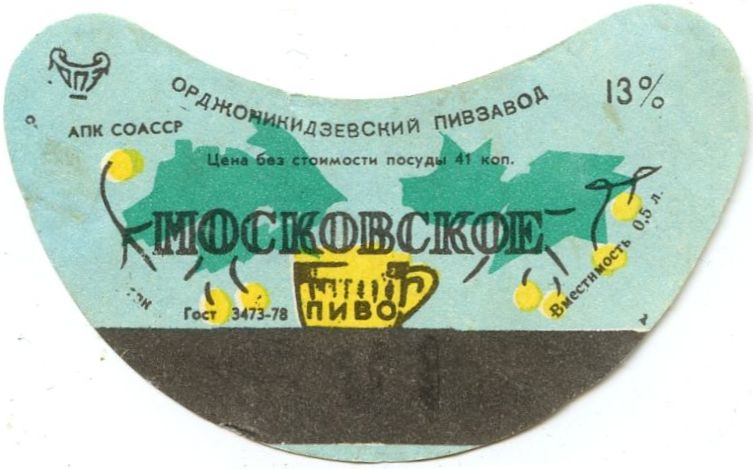 ОРДЖОНИКИДЗЕВСКИЙ ПИВЗАВОД
13%
АПК СОАССР
Цена без стоимости посуды 41 коп.
МОСКОВСКОЕ
ПИВО
Гост 3473-78
Вместимость 0,5 л.